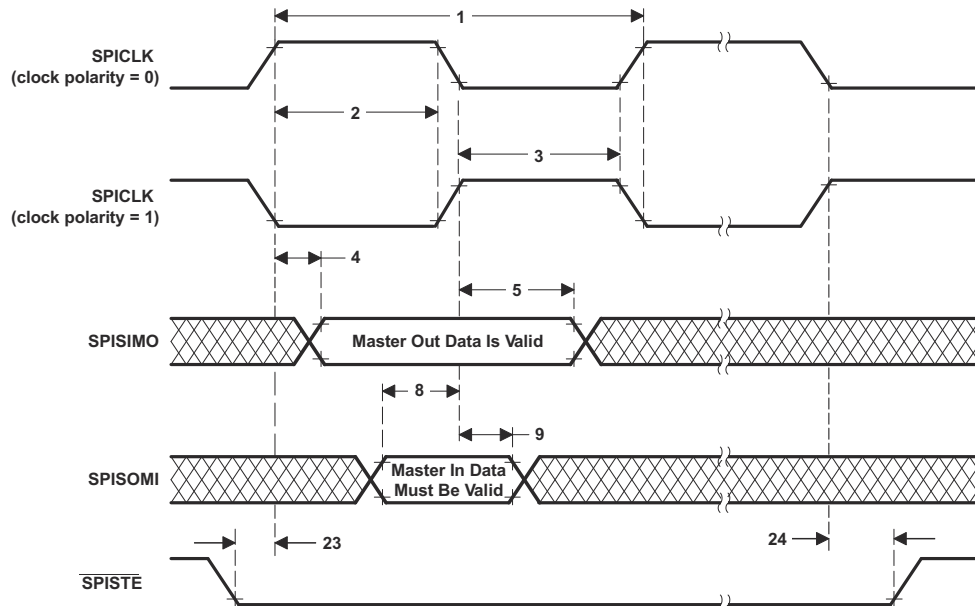 1
SPICLK
(clock polarity = 0)
2
3
SPICLK
(clock polarity = 1)
4
5
SPISIMO
Master Out Data Is Valid
8
9
SPISOMI
Master In Data
Must Be Valid
23
24
SPISTE